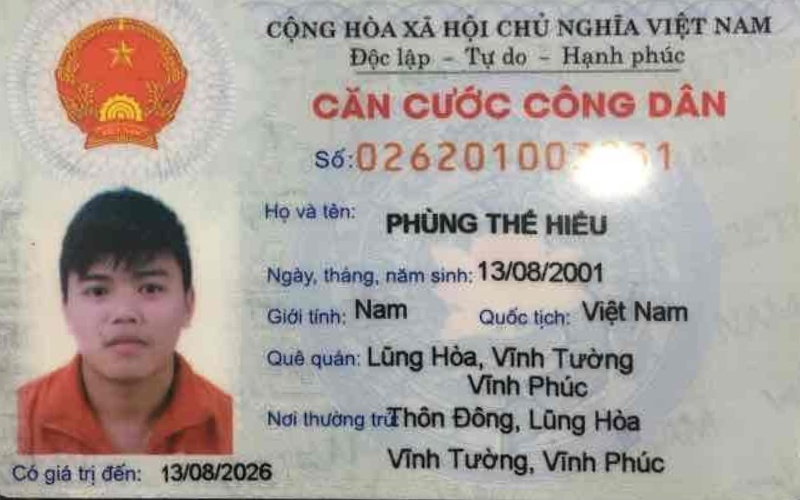 CỘNG HÒA XÃ HỘI CHỦ NGHĨA VIỆT NAM
Độc lập - Tự do - Hạnh phúc
CĂN CƯỚC CÔNG DÂN
Số:
Họ và tên: PHÙNG THẾ HIẾU
Ngày, tháng, năm sinh: 13/08/2001
Giới tính: Nam Quốc tịch: Việt Nam
Quê quán: Lũng Hòa, Vĩnh Tường
Vĩnh Phúc
Nơi thường trú: Thôn Đông, Lũng Hòa
Vĩnh Tường, Vĩnh Phúc
Có giá trị đến: 13/08/2026